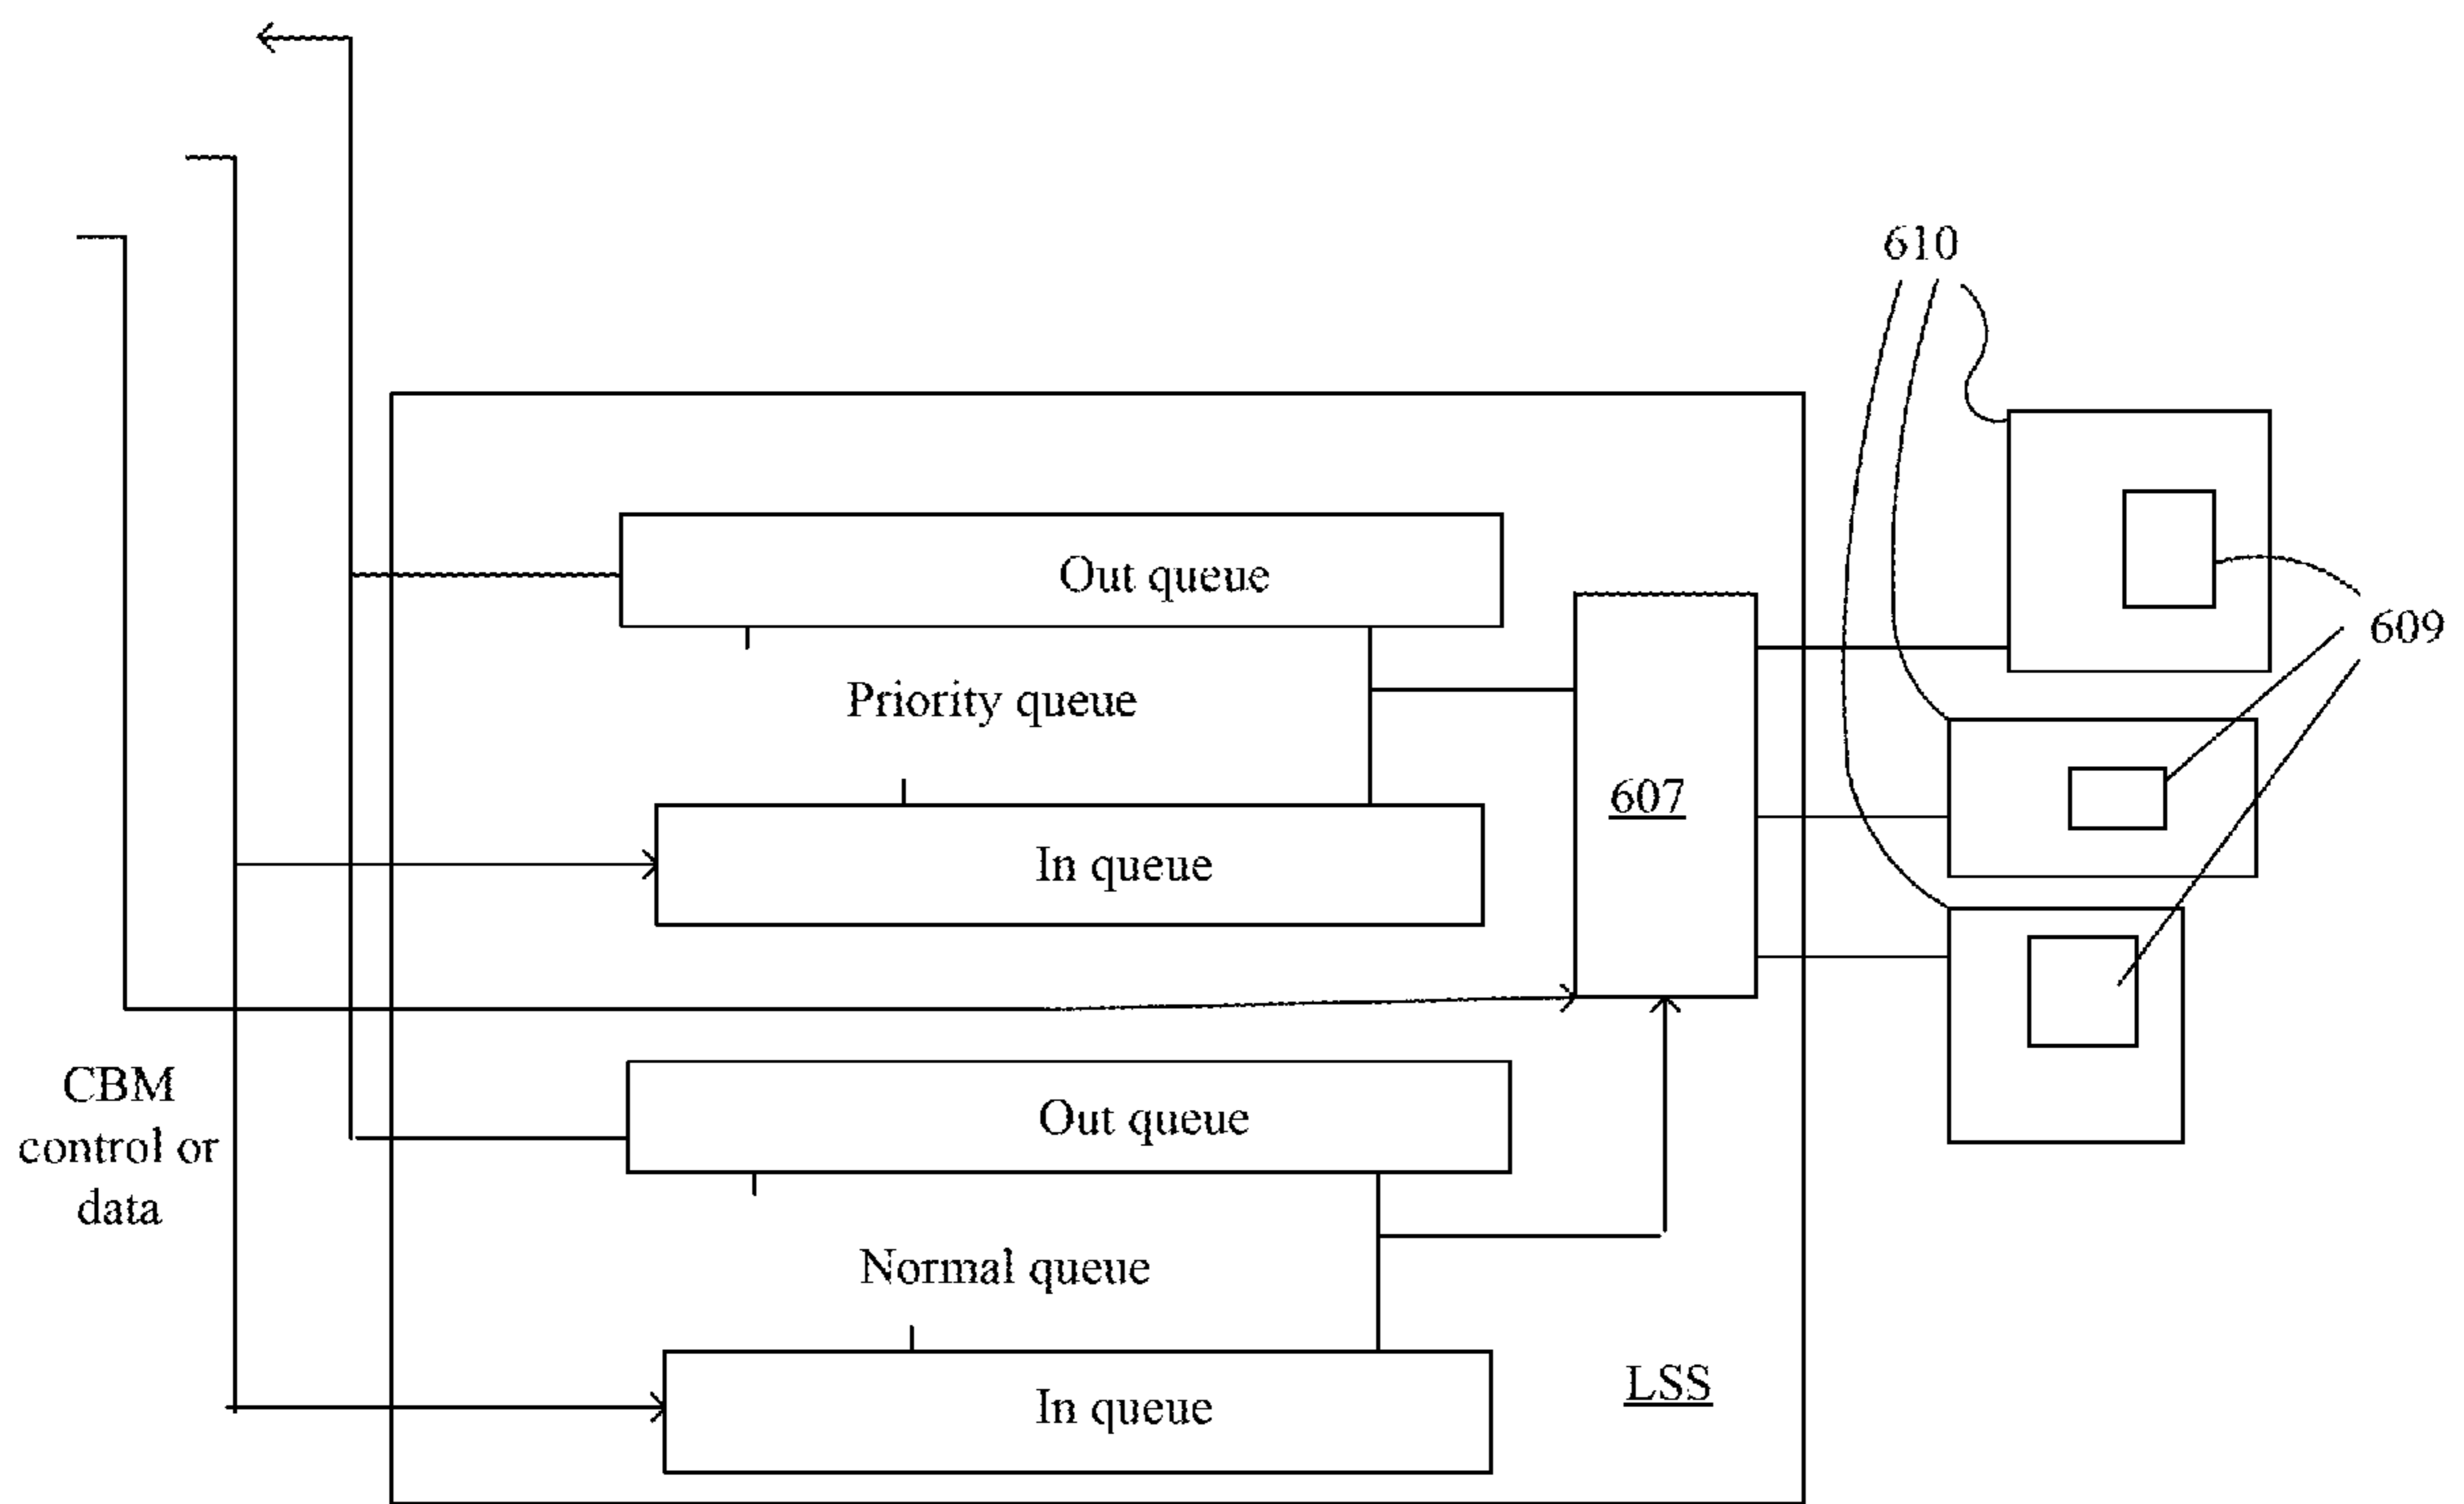 610
Out queue
609
Priority queue
607
In queue
CBM
control or
data
Out queue
Normal queue
LSS
In queue